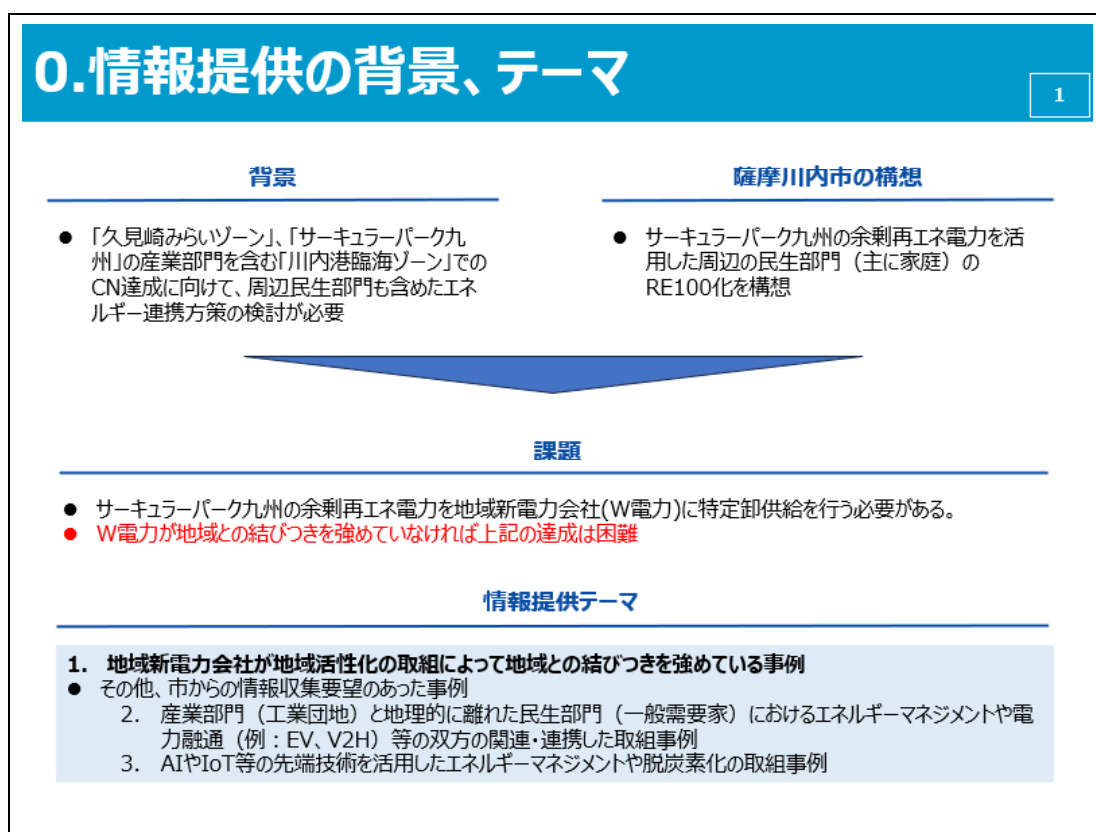 0.情報提供の背景、テーマ
1
背景
● 「久見崎みらいゾーン」、「サーキュラーパーク九
州」の産業部門を含む「川内港臨海ゾーン」での
CN達成に向けて、周辺民生部門も含めたエネ
ルギー連携方策の検討が必要
薩摩川内市の構想
● サーキュラーパーク九州の余剰再エネ電力を活
用した周辺の民生部門（主に家庭）の
RE100化を構想
課題
● サーキュラーパーク九州の余剰再エネ電力を地域新電力会社(W電力)に特定卸供給を行う必要がある。
● W電力が地域との結びつきを強めていなければ上記の達成は困難
情報提供テーマ
1. 地域新電力会社が地域活性化の取組によって地域との結びつきを強めている事例
● その他、市からの情報収集要望のあった事例
2. 産業部門（工業団地）と地理的に離れた民生部門（一般需要家）におけるエネルギーマネジメントや電
力融通（例：EV、V2H）等の双方の関連・連携した取組事例
3. AIやIoT等の先端技術を活用したエネルギーマネジメントや脱炭素化の取組事例